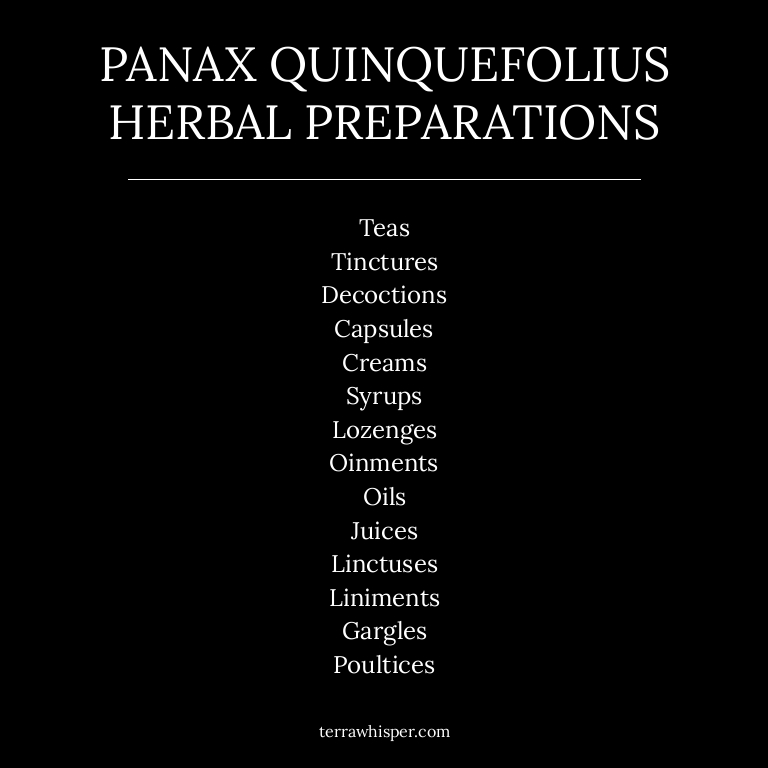 PANAX QUINQUEFOLIUS
HERBAL PREPARATIONS
Teas
Tinctures
Decoctions
Capsules
Creams
Syrups
Lozenges
Oinments
Oils
Juices
Linctuses
Liniments
Gargles
Poultices
terrawhisper.com